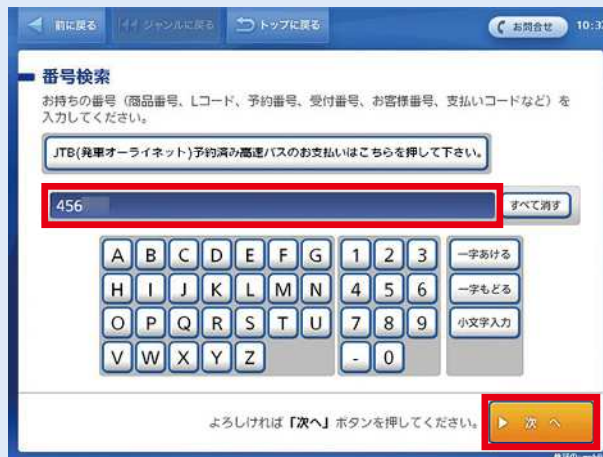 前に戻る ジャンルに戻る トップに戻る お問合せ 10:3
番号検索
お持ちの番号（商品番号、Lコード、予約番号、受付番号、お客様番号、支払いコードなど）を
入力してください。
JTB(発車オーライネット)予約済み高速バスのお支払いはこちらを押して下さい。
456 すべて消す
A B C D E F G 1 2 3 一字あける
H I J K L M N 4 5 6 一字もどる
O P Q R S T U 7 8 9 小文字入力
V W X Y Z - 0
よろしければ「次へ」ボタンを押してください。 次 へ